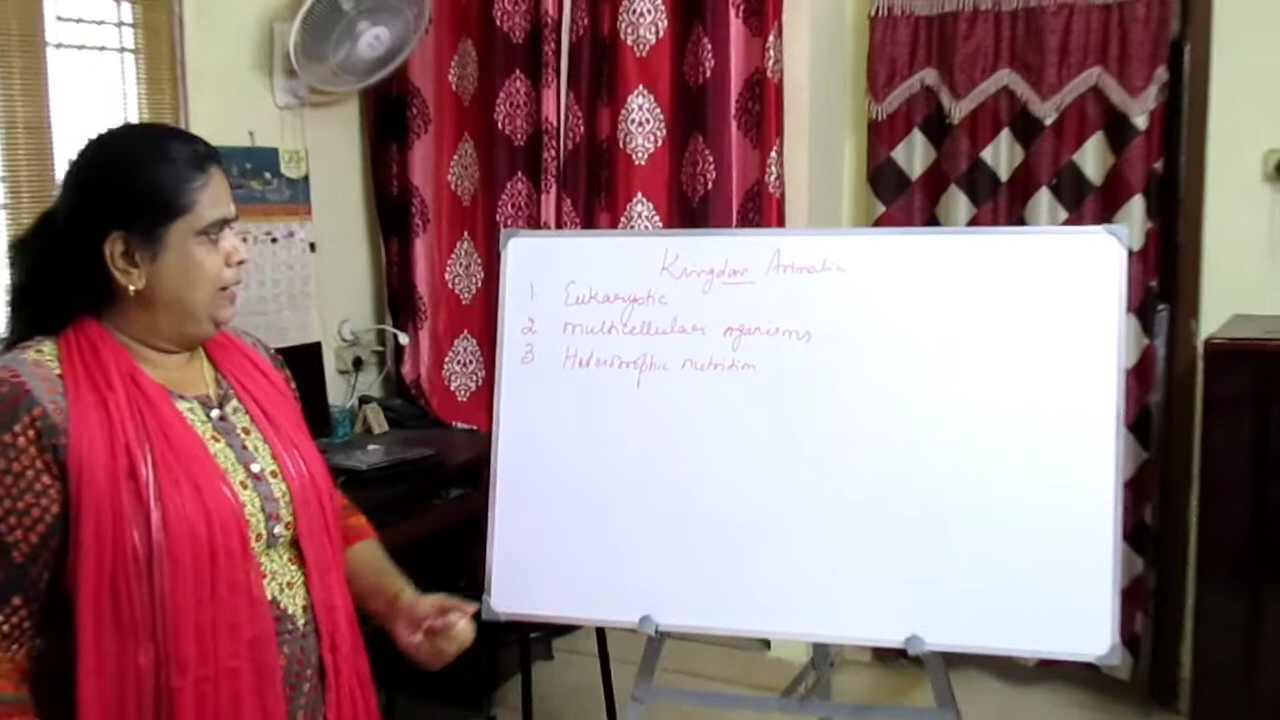 Kingdom Animalia
1. Eukaryotic
2 multicellular organisms
3 Heterotrophic nutrition